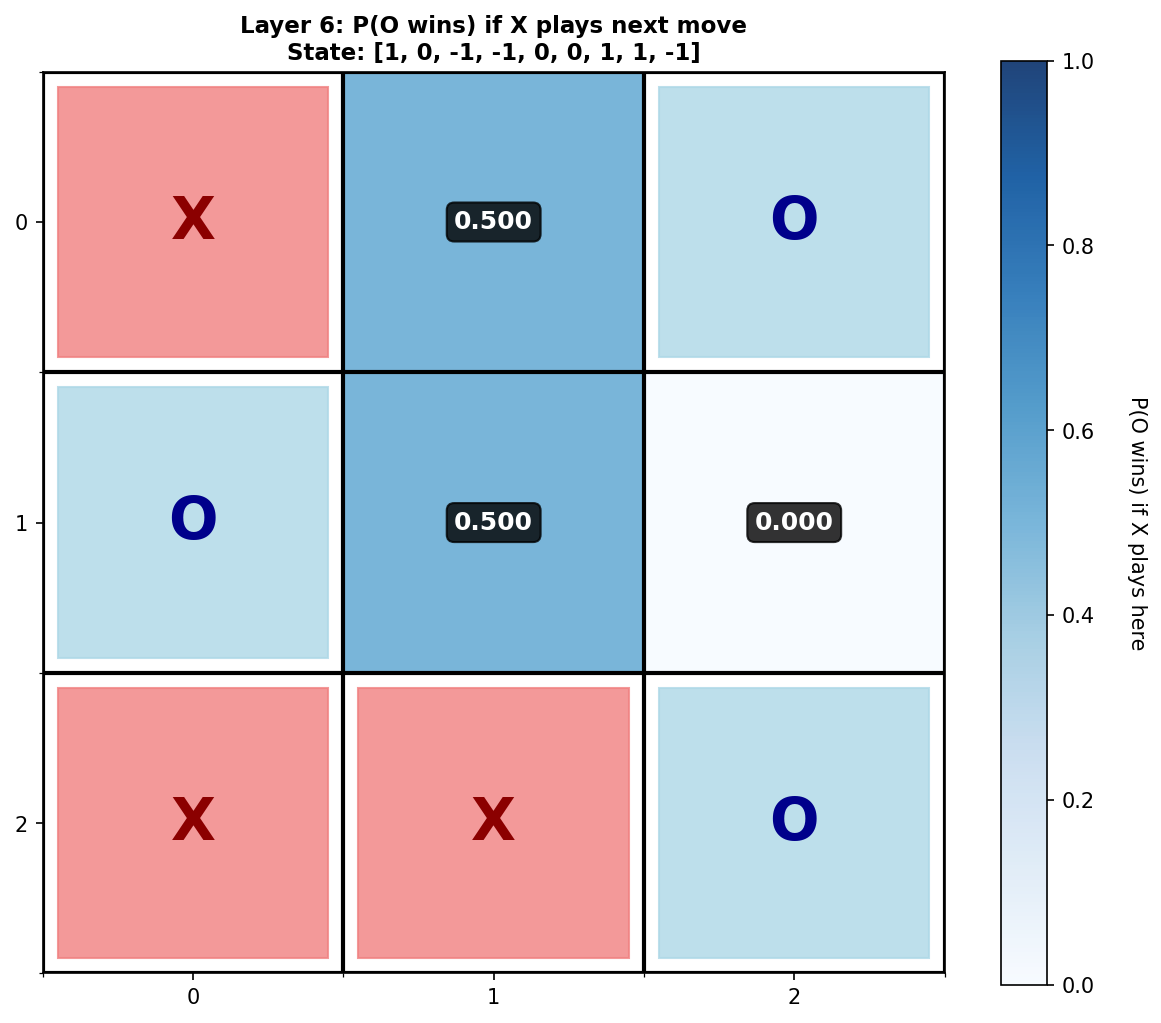 Layer 6: P(O wins) if X plays next move
State: [1, 0, -1, -1, 0, 0, 1, 1, -1]
X
0.500
O
O
0.500
0.000
X
X
O
0
1
2
0
1
2
1.0
0.8
0.6
0.4
0.2
0.0
P(O wins) if X plays here